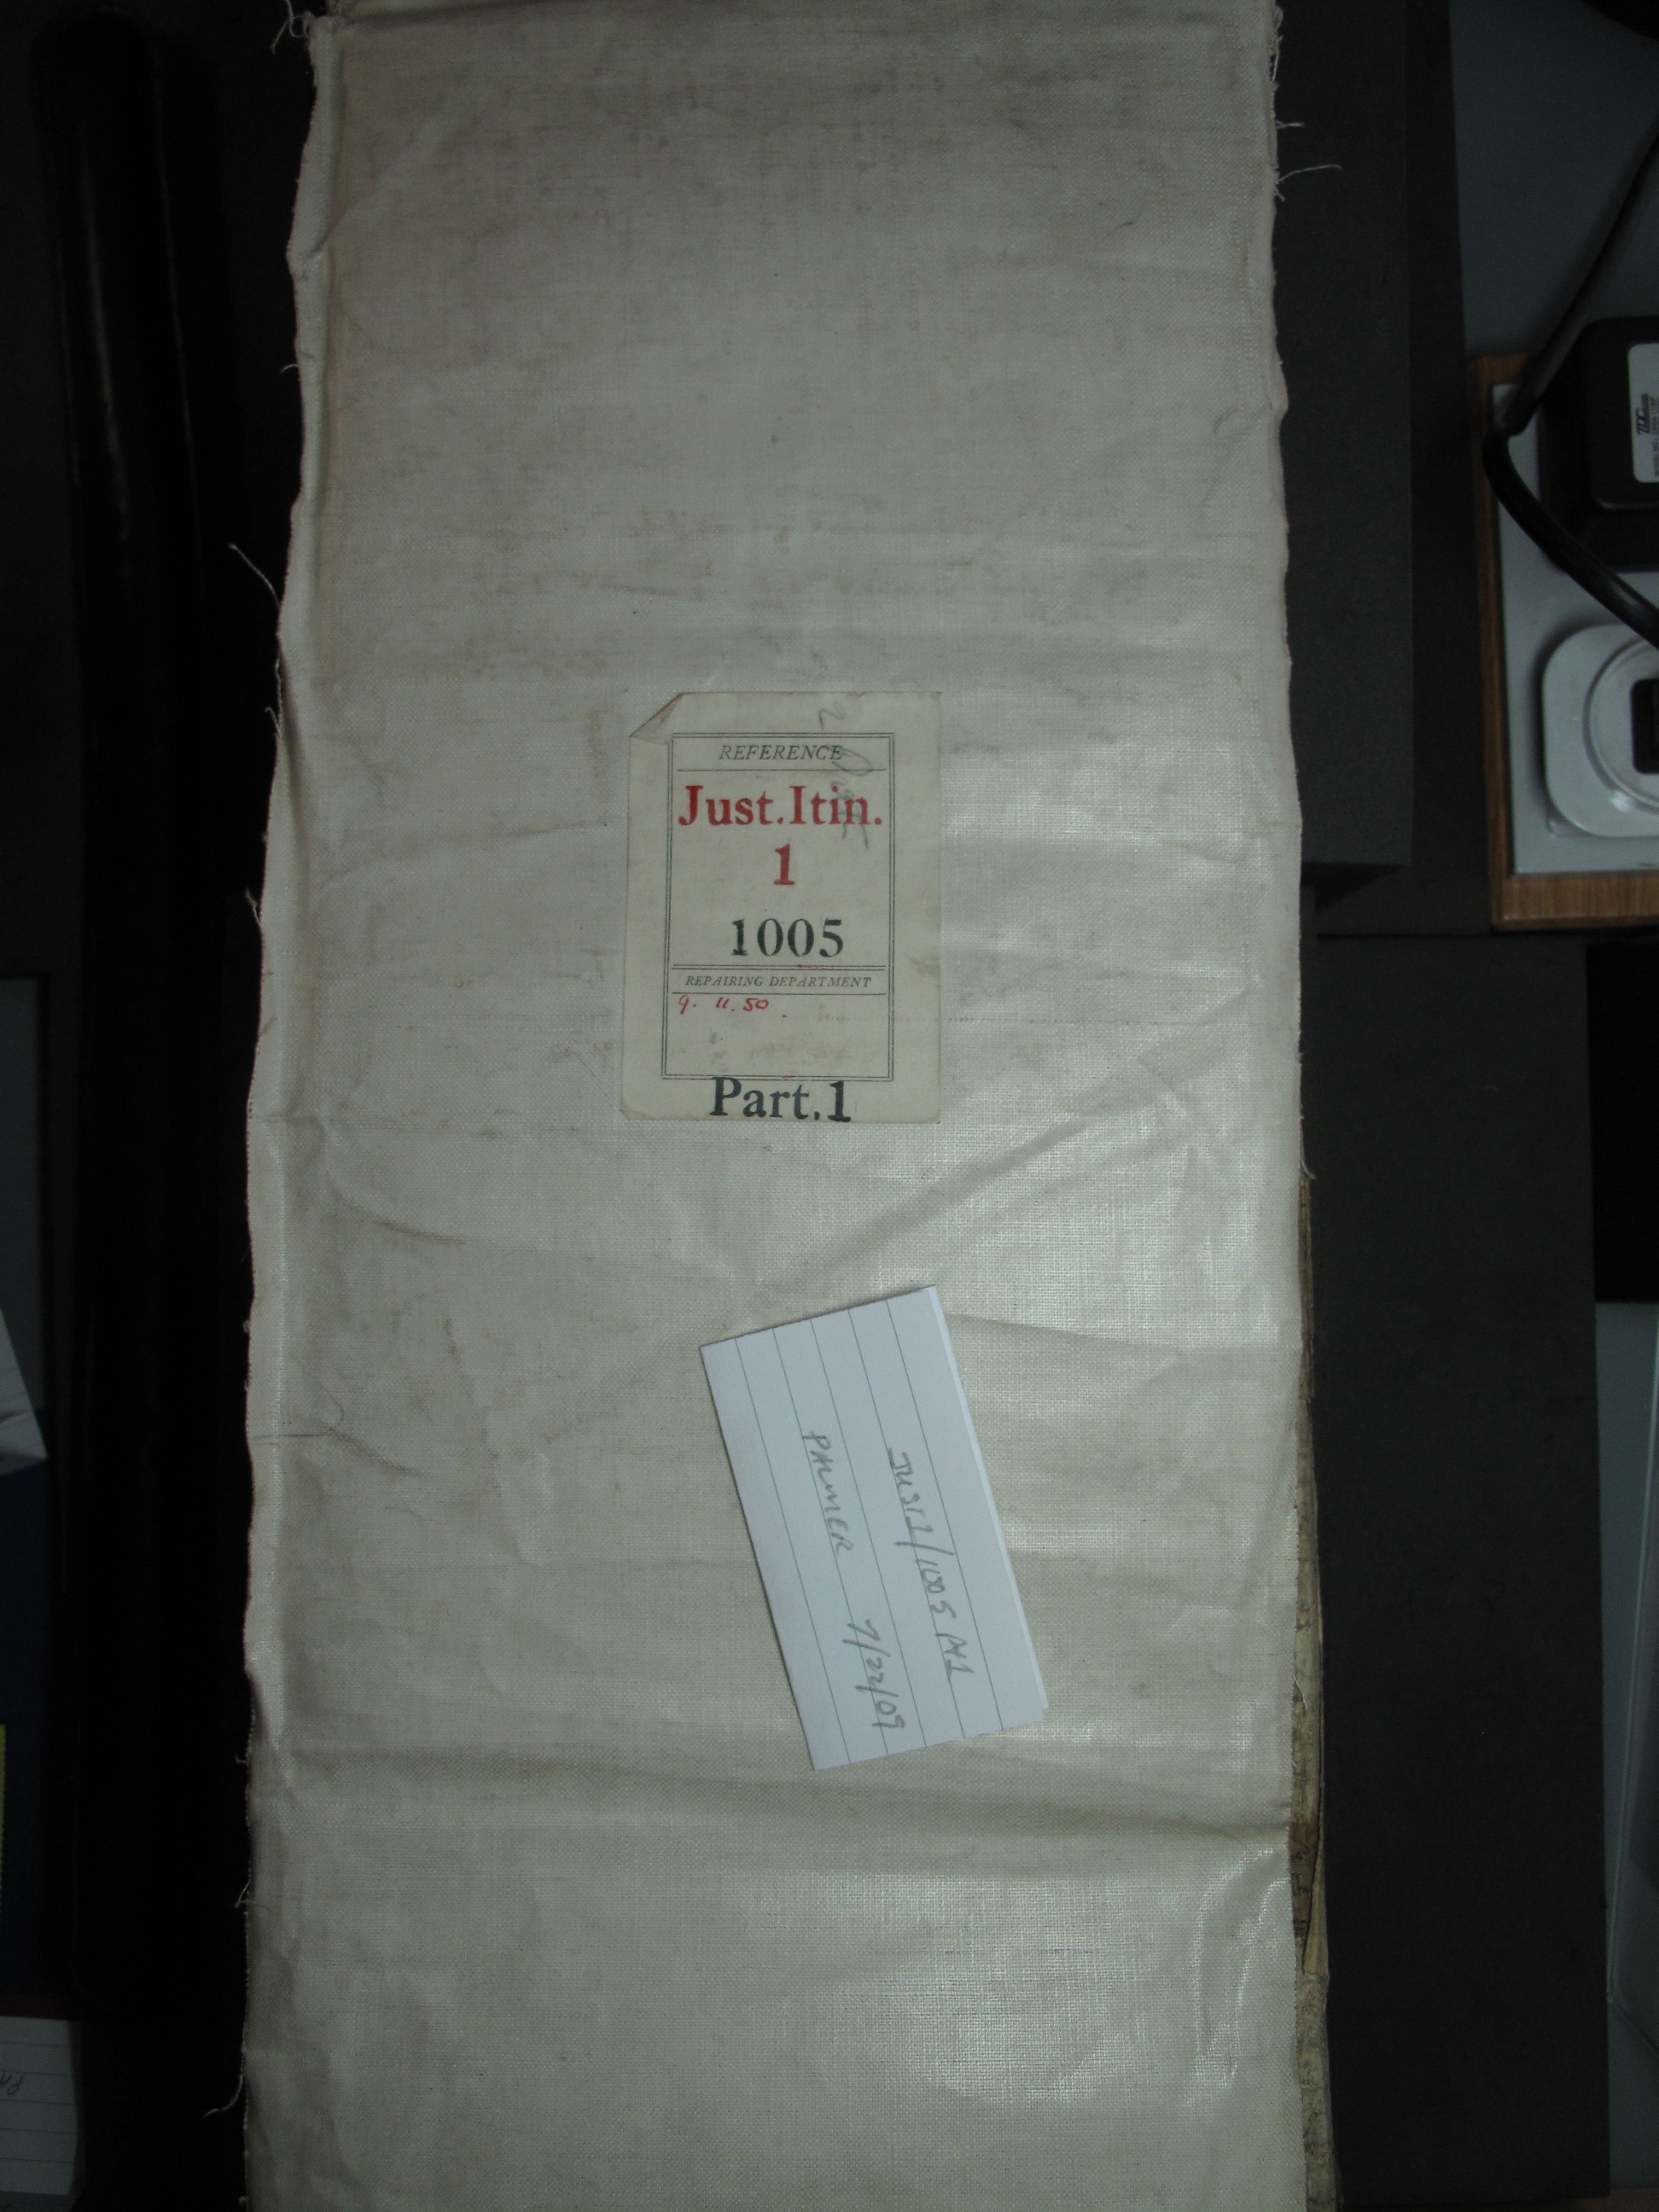 REFERENCE
Just.Itin.
1
1005
REPAIRING DEPARTMENT
9. 11. 50.
Part.1
JUST1/1005 pt1
PALMER 7/22/09
TDC